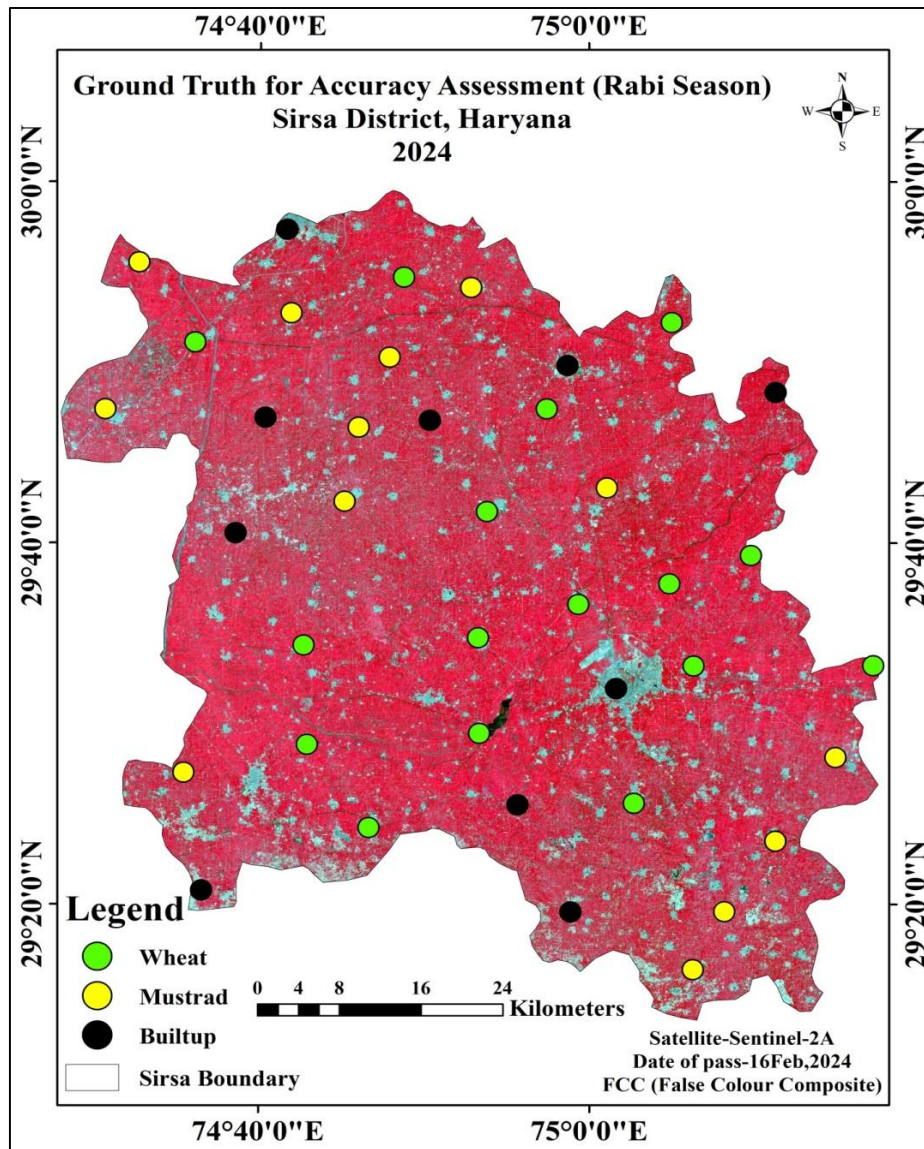 74°40'0"E 75°0'0"E
Ground Truth for Accuracy Assessment (Rabi Season)
Sirsa District, Haryana
2024
N
W E
S
30°0'0"N 30°0'0"N
29°40'0"N 29°40'0"N
29°20'0"N 29°20'0"N
Legend
Wheat
Mustrad
Builtup
Sirsa Boundary
0 4 8 16 24
Kilometers
Satellite-Sentinel-2A
Date of pass-16Feb,2024
FCC (False Colour Composite)
74°40'0"E 75°0'0"E